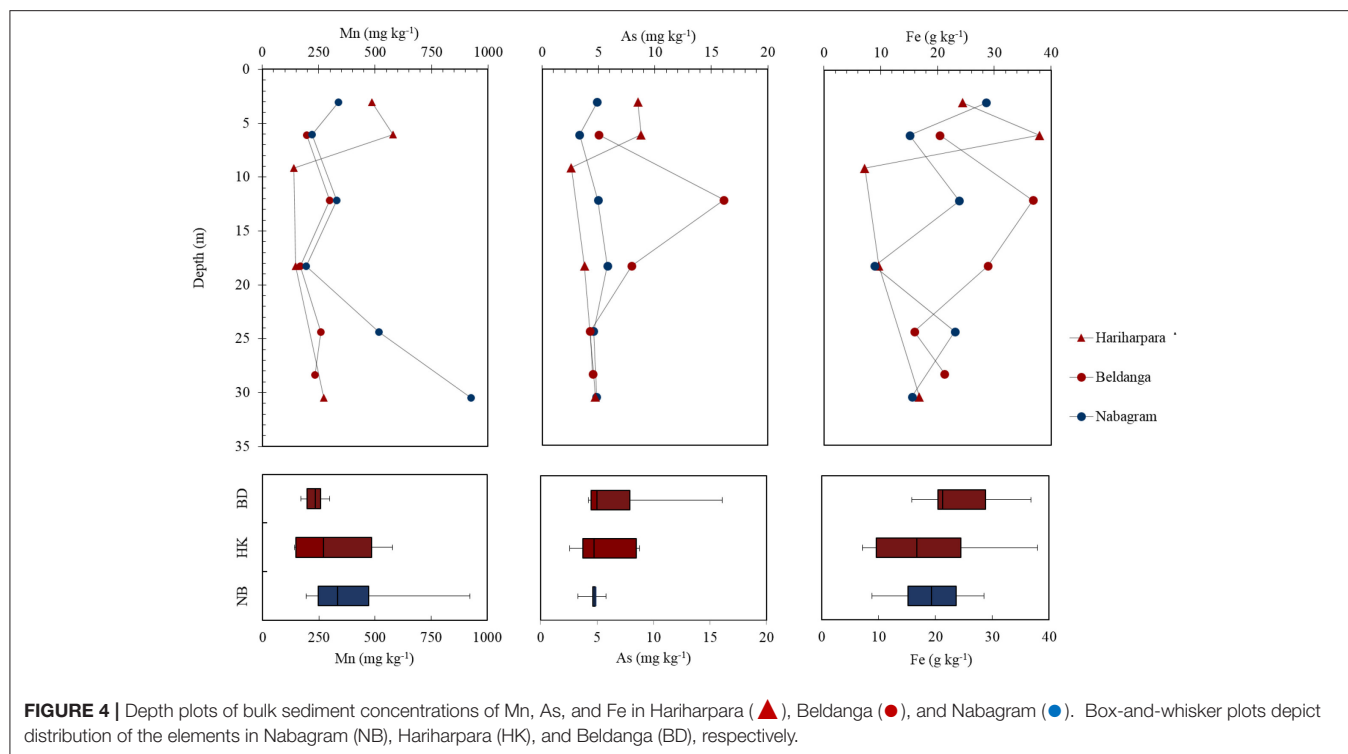 Mn (mg kg-1) As (mg kg-1) Fe (g kg-1)
0 250 500 750 1000 0 5 10 15 20 0 10 20 30 40
0
5
10
15
20
25
30
35
Depth (m)
Hariharpara
Beldanga
Nabagram
BD
HK
NB
0 250 500 750 1000 0 5 10 15 20 0 10 20 30 40
Mn (mg kg-1) As (mg kg-1) Fe (g kg-1)
FIGURE 4 | Depth plots of bulk sediment concentrations of Mn, As, and Fe in Hariharpara (▲), Beldanga (●), and Nabagram (●). Box-and-whisker plots depict
distribution of the elements in Nabagram (NB), Hariharpara (HK), and Beldanga (BD), respectively.